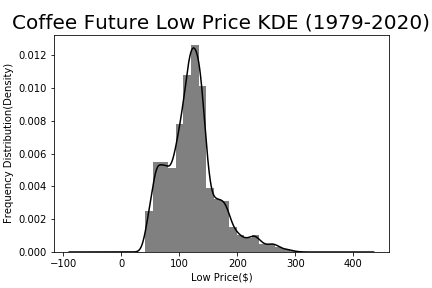 Coffee Future Low Price KDE (1979-2020)
Frequency Distribution(Density)
0.012
0.010
0.008
0.006
0.004
0.002
0.000
−100 0 100 200 300 400
Low Price($)